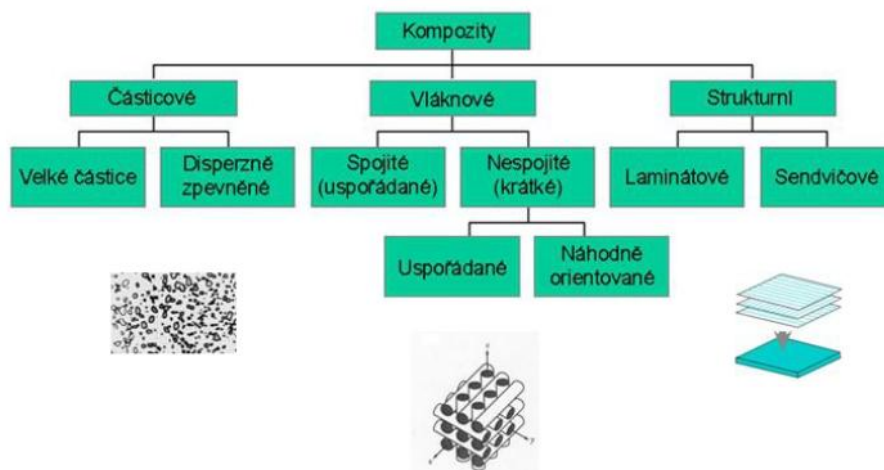 Kompozity
Částicové
Vláknové
Strukturní
Velké částice
Disperzně
zpevněné
Spojité
(uspořádané)
Nespojité
(krátké)
Laminátové
Sendvičové
Uspořádané
Náhodně
orientované